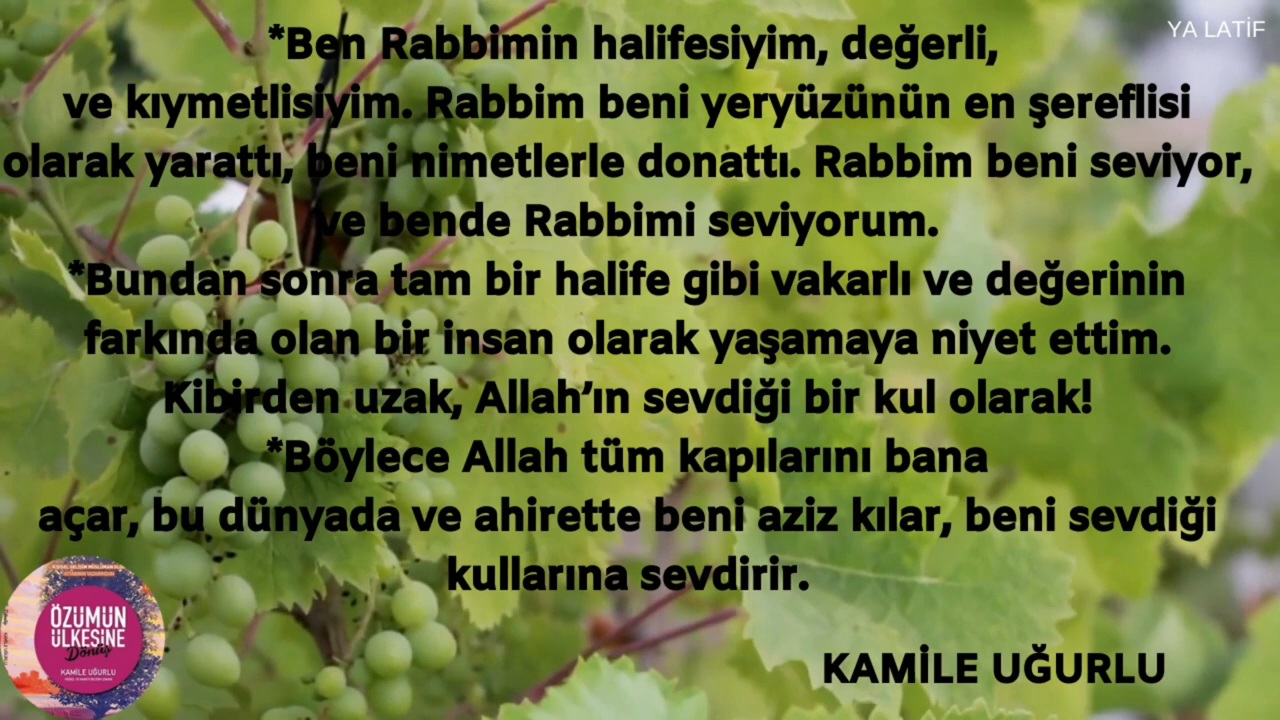 YA LATİF
*Ben Rabbimin halifesiyim, değerli,
ve kıymetlisiyim. Rabbim beni yeryüzünün en şereflisi
olarak yarattı, beni nimetlerle donattı. Rabbim beni seviyor,
ve bende Rabbimi seviyorum.
*Bundan sonra tam bir halife gibi vakarlı ve değerinin
farkında olan bir insan olarak yaşamaya niyet ettim.
Kibirden uzak, Allah’ın sevdiği bir kul olarak!
*Böylece Allah tüm kapılarını bana
açar, bu dünyada ve ahirette beni aziz kılar, beni sevdiği
kullarına sevdirir.
KAMİLE UĞURLU
ÖZÜMÜN
ÜLKESİNE
Dönüş
KAMİLE UĞURLU